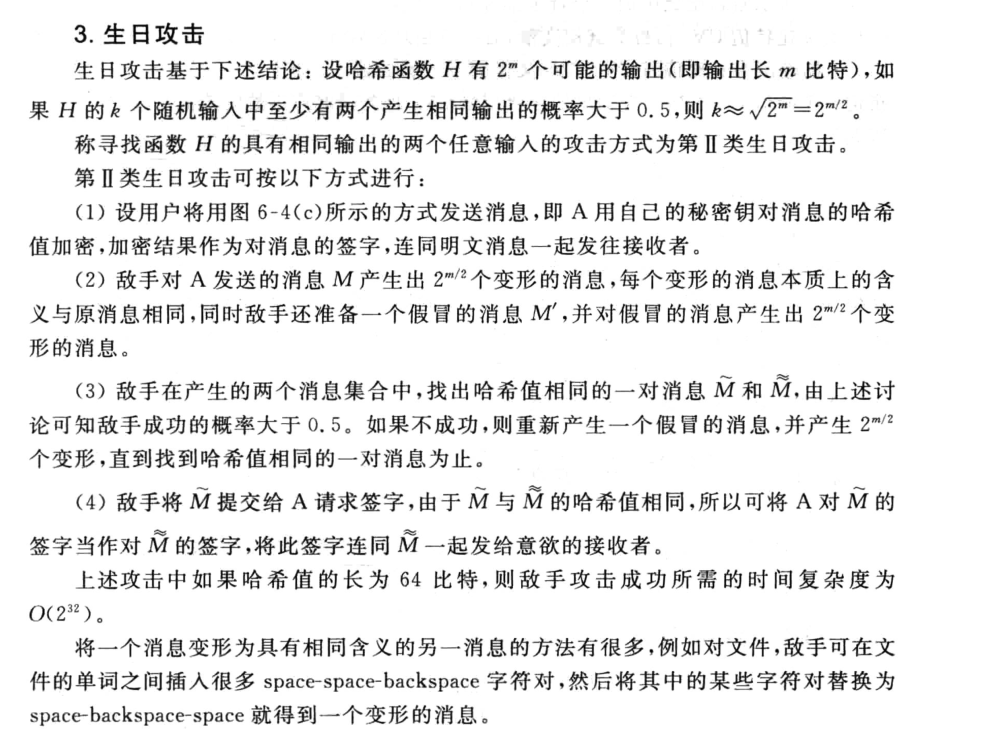 3. 生日攻击
生日攻击基于下述结论：设哈希函数 H 有 2^m 个可能的输出(即输出长 m 比特)，如
果 H 的 k 个随机输入中至少有两个产生相同输出的概率大于 0.5，则 k≈√2^m＝2^{m/2}。
称寻找函数 H 的具有相同输出的两个任意输入的攻击方式为第Ⅱ类生日攻击。
第Ⅱ类生日攻击可按以下方式进行：
(1) 设用户将用图 6-4(c)所示的方式发送消息，即 A 用自己的秘密钥对消息的哈希
值加密，加密结果作为对消息的签字，连同明文消息一起发往接收者。
(2) 敌手对 A 发送的消息 M 产生出 2^{m/2} 个变形的消息，每个变形的消息本质上的含
义与原消息相同，同时敌手还准备一个假冒的消息 M′，并对假冒的消息产生出 2^{m/2} 个变
形的消息。
(3) 敌手在产生的两个消息集合中，找出哈希值相同的一对消息 M̃ 和 M̃̃，由上述讨
论可知敌手成功的概率大于 0.5。如果不成功，则重新产生一个假冒的消息，并产生 2^{m/2}
个变形，直到找到哈希值相同的一对消息为止。
(4) 敌手将 M̃ 提交给 A 请求签字，由于 M̃ 与 M̃̃ 的哈希值相同，所以可将 A 对 M̃ 的
签字当作对 M̃̃ 的签字，将此签字连同 M̃̃ 一起发给意欲的接收者。
上述攻击中如果哈希值的长为 64 比特，则敌手攻击成功所需的时间复杂度为
O(2^{32})。
将一个消息变形为具有相同含义的另一消息的方法有很多，例如对文件，敌手可在文
件的单词之间插入很多 space-space-backspace 字符对，然后将其中的某些字符对替换为
space-backspace-space 就得到一个变形的消息。